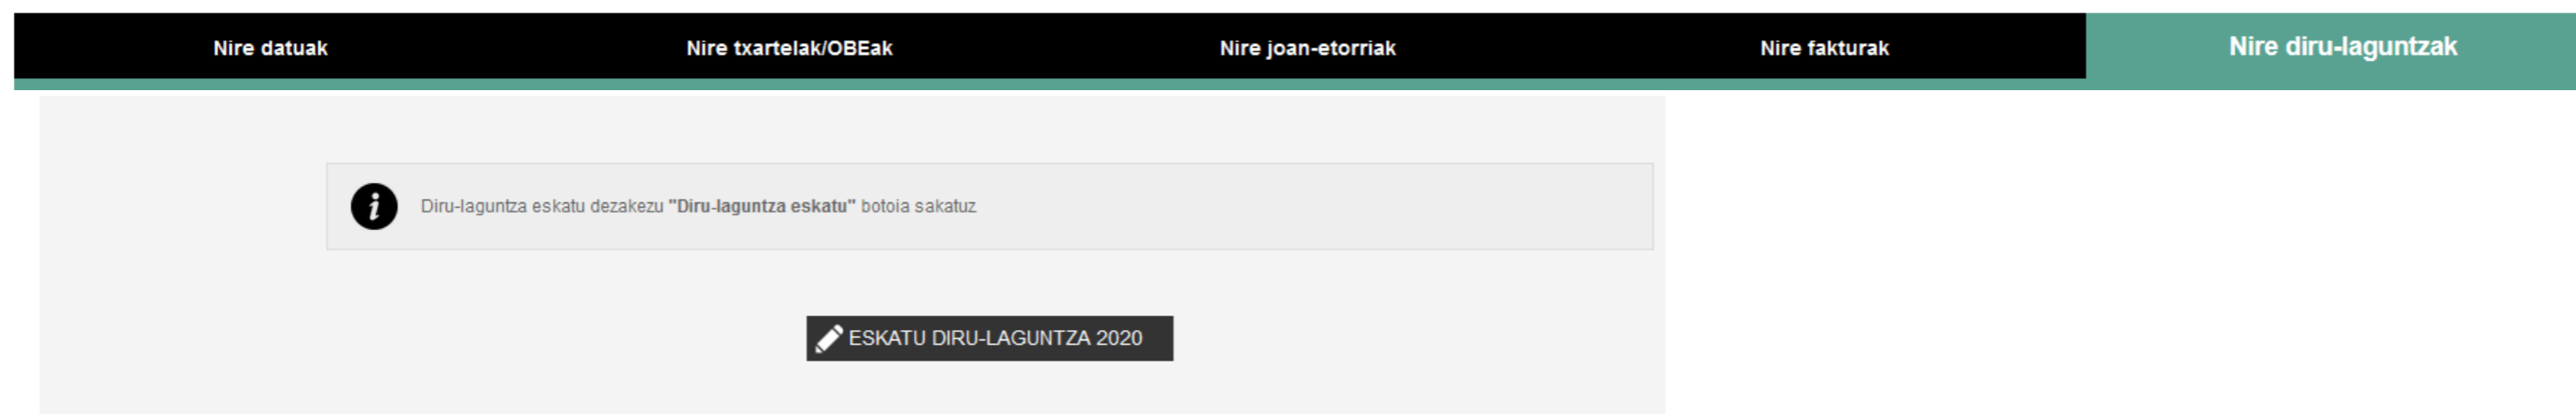 Nire datuak
Nire txartelak/OBEak
Nire joan-etorriak
Nire fakturak
Nire diru-laguntzak
Diru-laguntza eskatu dezakezu "Diru-laguntza eskatu" botoia sakatuz
ESKATU DIRU-LAGUNTZA 2020